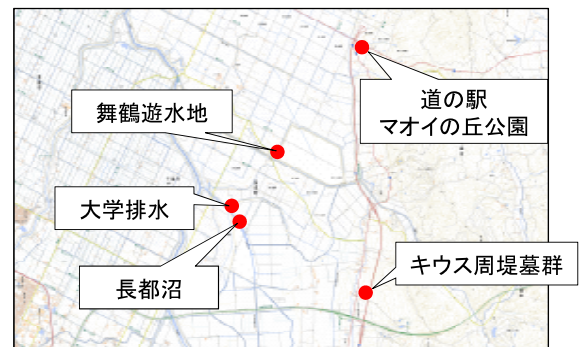 道の駅
マオイの丘公園
舞鶴遊水地
大学排水
長都沼
キウス周堤墓群